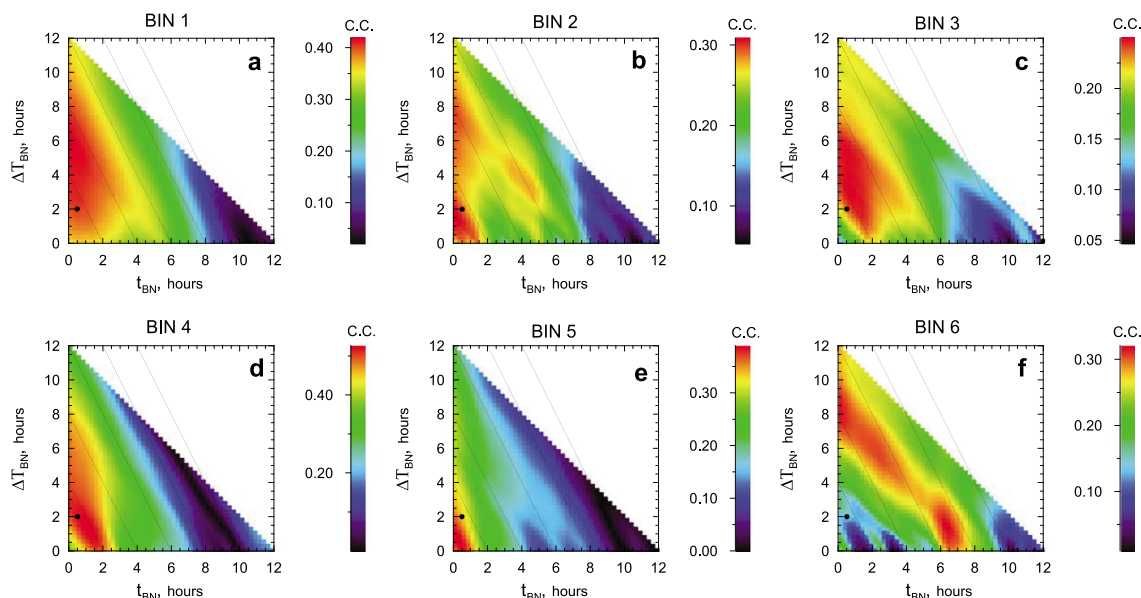 BIN 1 C.C. BIN 2 C.C. BIN 3 C.C.
a b c
12 10 8 6 4 2 0
ΔT_BN, hours
0 2 4 6 8 10 12
t_BN, hours
0.40 0.30 0.20 0.10
12 10 8 6 4 2 0
ΔT_BN, hours
0 2 4 6 8 10 12
t_BN, hours
0.30 0.20 0.10
12 10 8 6 4 2 0
ΔT_BN, hours
0 2 4 6 8 10 12
t_BN, hours
0.20 0.15 0.10 0.05
BIN 4 C.C. BIN 5 C.C. BIN 6 C.C.
d e f
12 10 8 6 4 2 0
ΔT_BN, hours
0 2 4 6 8 10 12
t_BN, hours
0.40 0.20
12 10 8 6 4 2 0
ΔT_BN, hours
0 2 4 6 8 10 12
t_BN, hours
0.30 0.20 0.10 0.00
12 10 8 6 4 2 0
ΔT_BN, hours
0 2 4 6 8 10 12
t_BN, hours
0.30 0.20 0.10